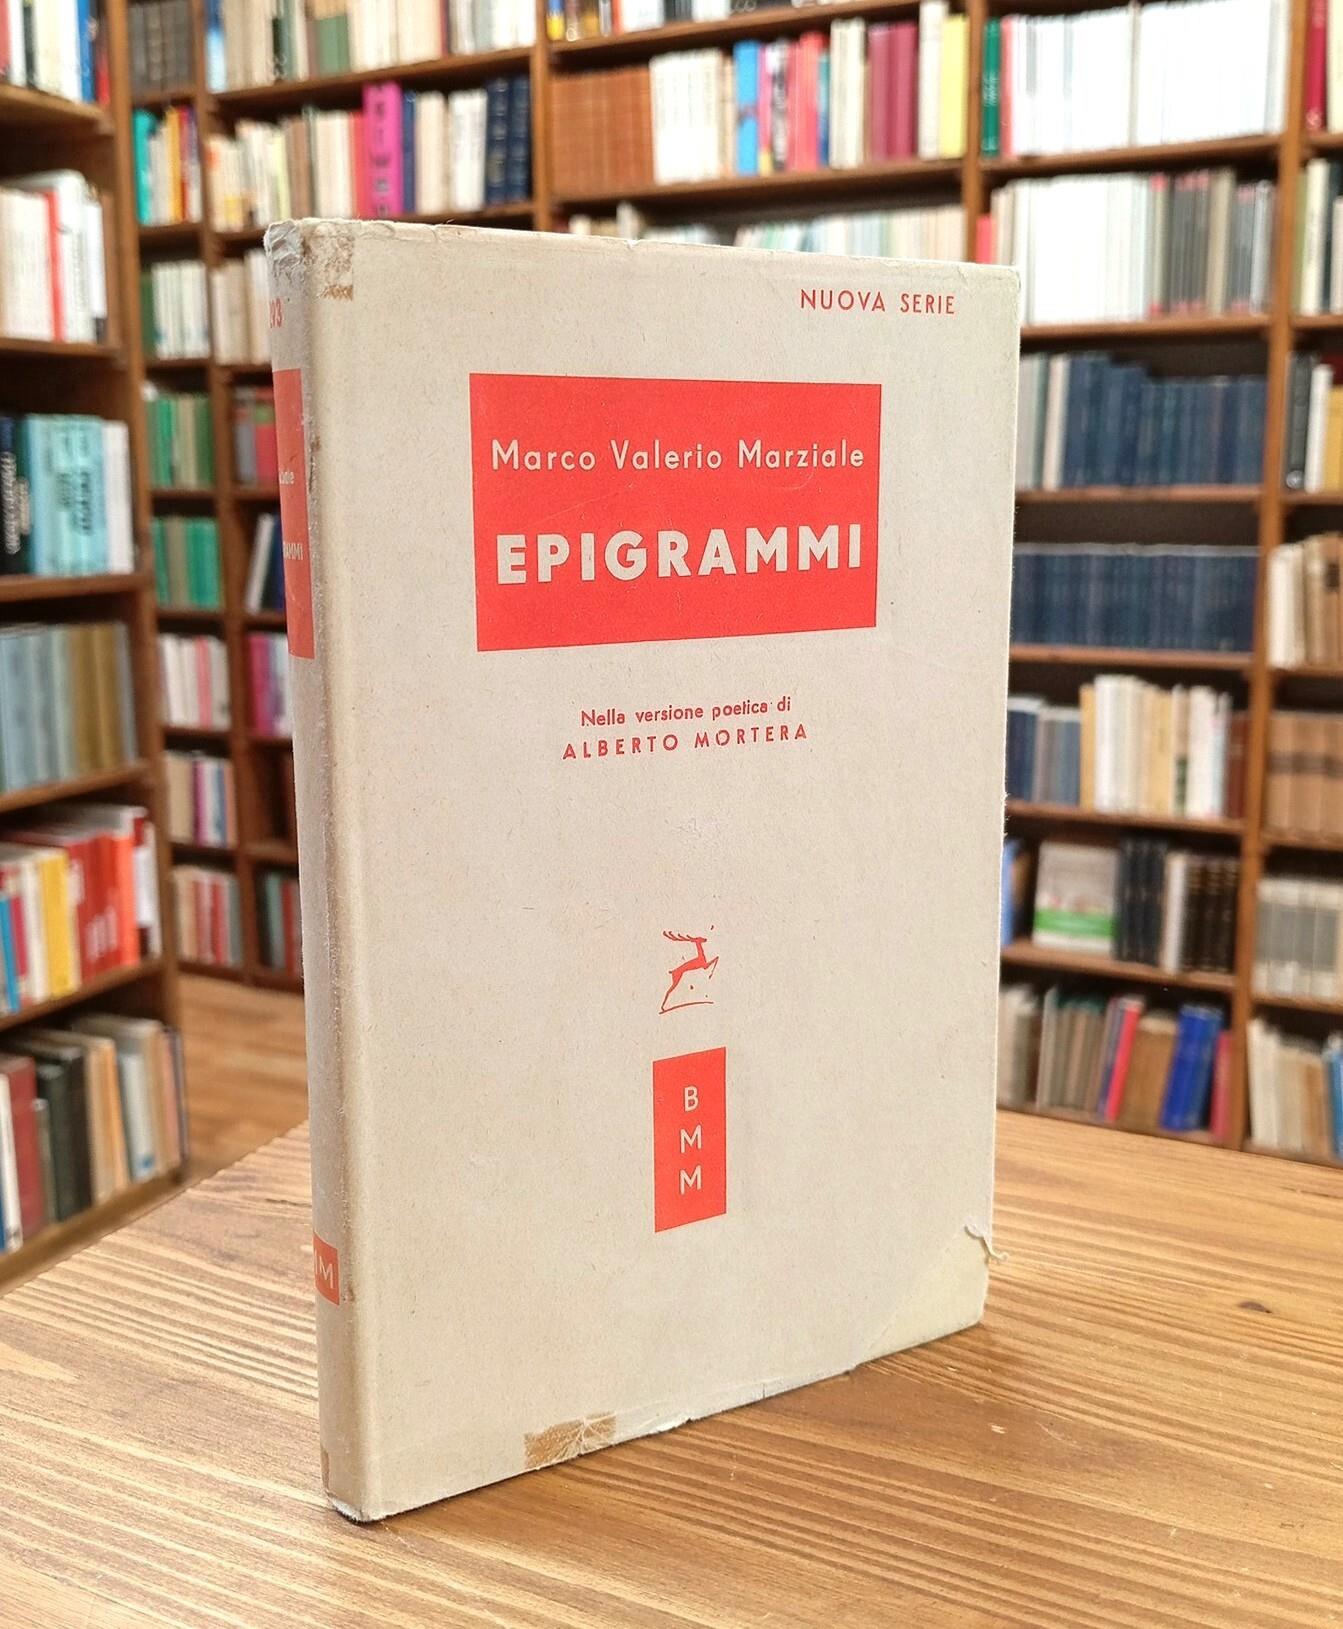 NUOVA SERIE
Marco Valerio Marziale
EPIGRAMMI
Nella versione poetica di
ALBERTO MORTERA
B
M
M